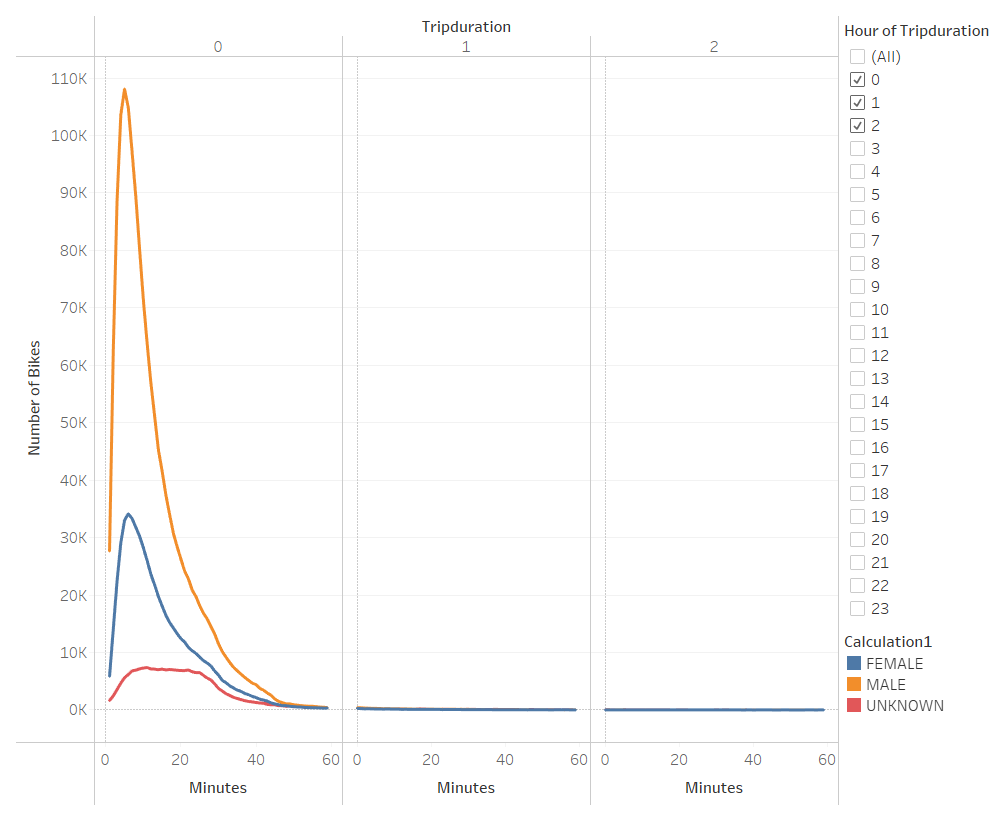 Tripduration
0 1 2
110K
100K
90K
80K
70K
60K
50K
40K
30K
20K
10K
0K
Number of Bikes
0 20 40 60 0 20 40 60 0 20 40 60
Minutes Minutes Minutes
Hour of Tripduration
(All)
0
1
2
3
4
5
6
7
8
9
10
11
12
13
14
15
16
17
18
19
20
21
22
23
Calculation1
FEMALE
MALE
UNKNOWN